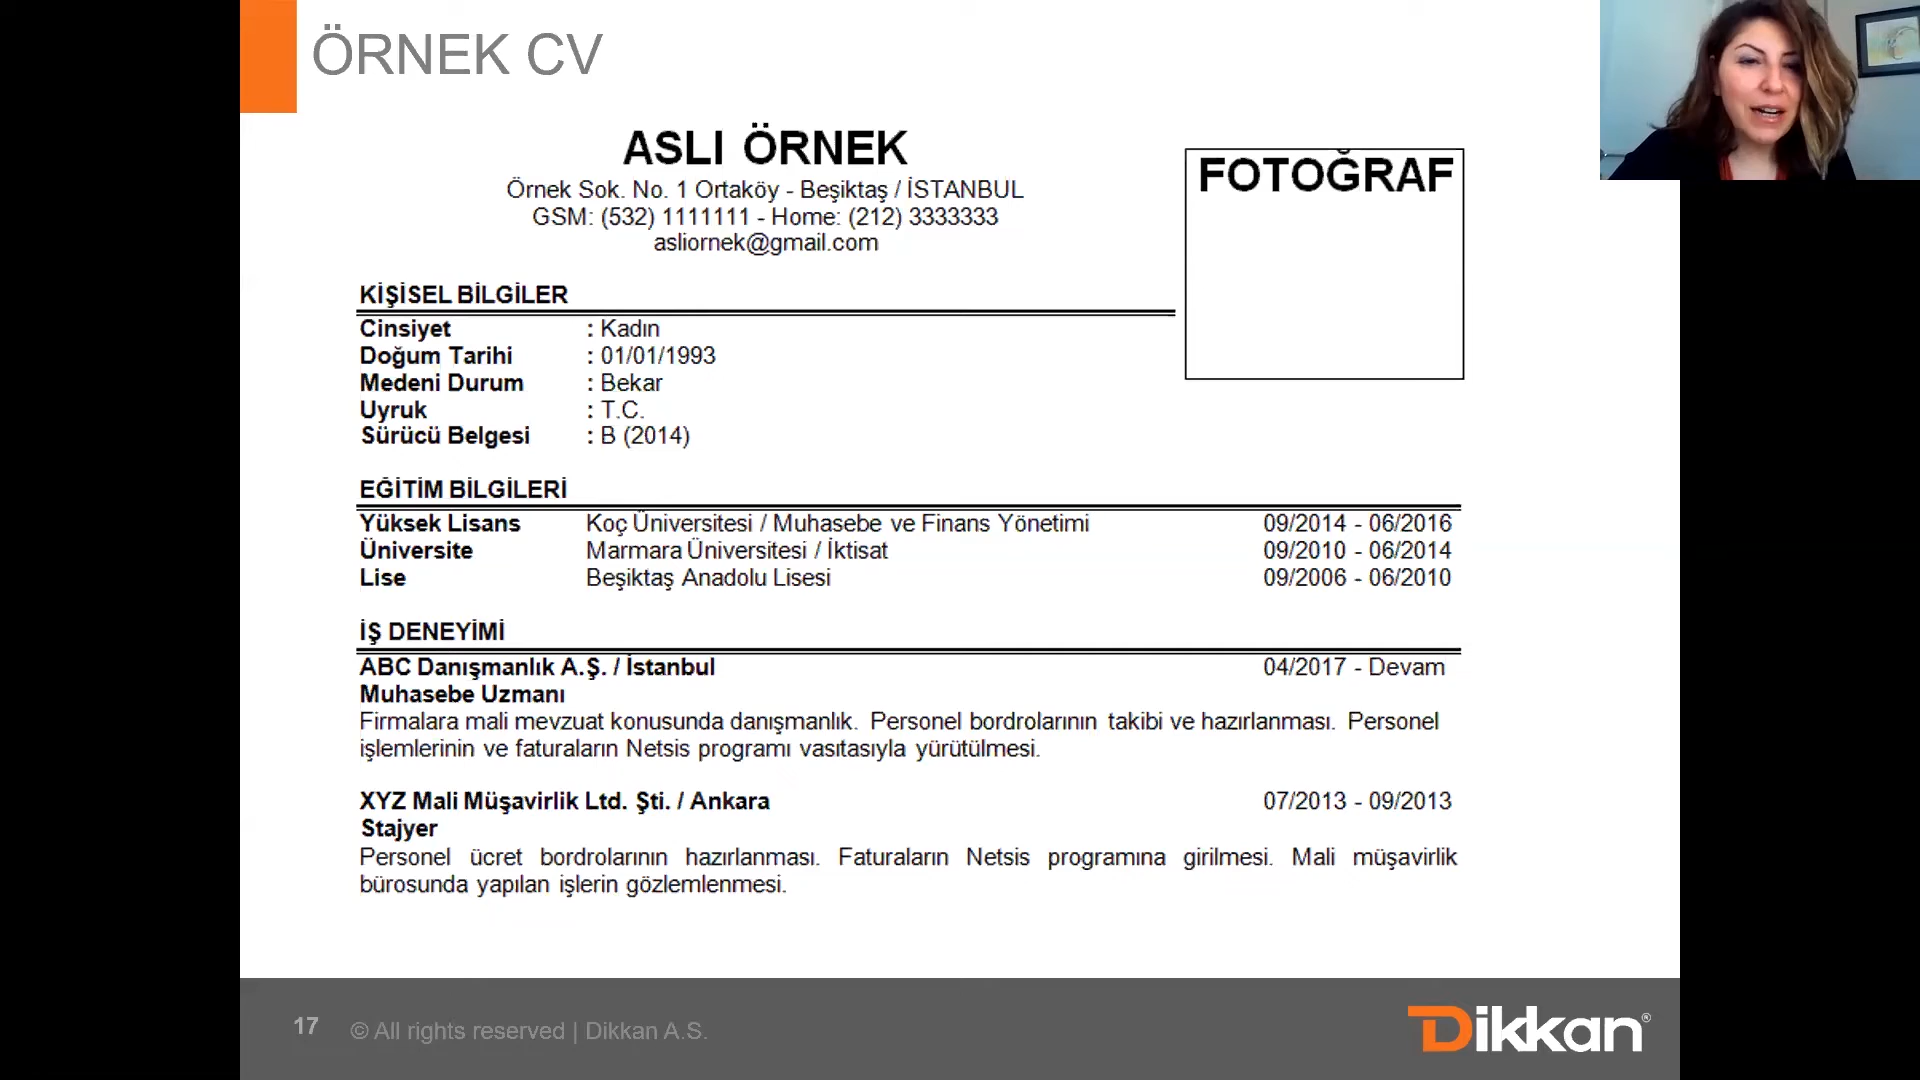 ÖRNEK CV
ASLI ÖRNEK
Örnek Sok. No. 1 Ortaköy - Beşiktaş / İSTANBUL
GSM: (532) 1111111 - Home: (212) 3333333
asliornek@gmail.com
FOTOĞRAF
KİŞİSEL BİLGİLER
Cinsiyet : Kadın
Doğum Tarihi : 01/01/1993
Medeni Durum : Bekar
Uyruk : T.C.
Sürücü Belgesi : B (2014)
EĞİTİM BİLGİLERİ
Yüksek Lisans Koç Üniversitesi / Muhasebe ve Finans Yönetimi 09/2014 - 06/2016
Üniversite Marmara Üniversitesi / İktisat 09/2010 - 06/2014
Lise Beşiktaş Anadolu Lisesi 09/2006 - 06/2010
İŞ DENEYİMİ
ABC Danışmanlık A.Ş. / İstanbul 04/2017 - Devam
Muhasebe Uzmanı
Firmalara mali mevzuat konusunda danışmanlık. Personel bordrolarının takibi ve hazırlanması. Personel
işlemlerinin ve faturaların Netsis programı vasıtasıyla yürütülmesi.
XYZ Mali Müşavirlik Ltd. Şti. / Ankara 07/2013 - 09/2013
Stajyer
Personel ücret bordrolarının hazırlanması. Faturaların Netsis programına girilmesi. Mali müşavirlik
bürosunda yapılan işlerin gözlemlenmesi.
17 © All rights reserved | Dikkan A.S.
Dikkan®